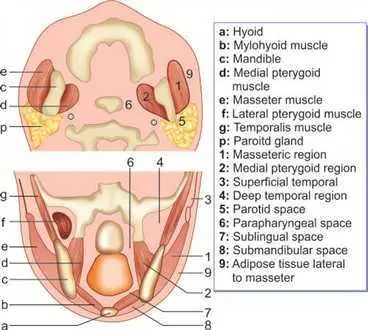 e
c
d
p
9
1
2
6
5
6
4
g
3
f
e
1
d
9
c
2
b
7
a
8
a: Hyoid
b: Mylohyoid muscle
c: Mandible
d: Medial pterygoid
muscle
e: Masseter muscle
f: Lateral pterygoid muscle
g: Temporalis muscle
p: Paroitd gland
1: Masseteric region
2: Medial pterygoid region
3: Superficial temporal
4: Deep temporal region
5: Parotid space
6: Parapharyngeal space
7: Sublingual space
8: Submandibular space
9: Adipose tissue lateral
to masseter